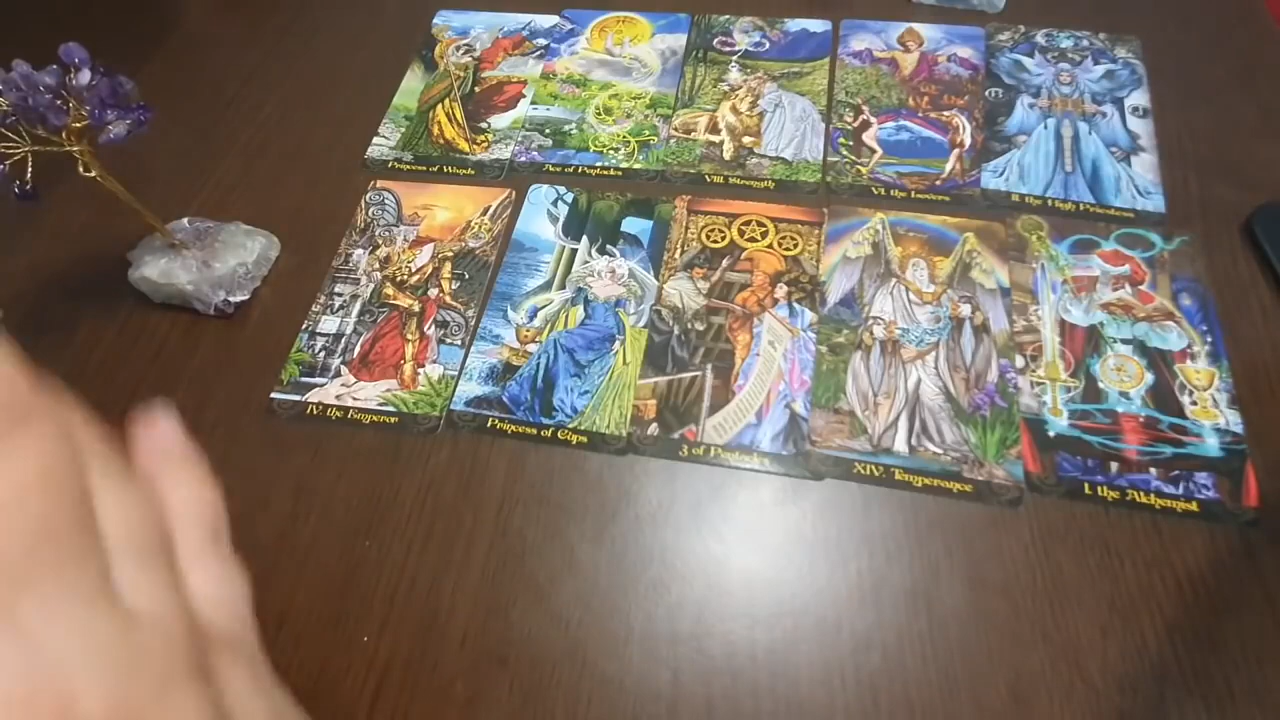 Princess of Wands
Ace of Pentacles
VIII. Strength
VI. the Lovers
II. the High Priestess
IV. the Emperor
Princess of Cups
3 of Pentacles
XIV. Temperance
I. the Alchemist